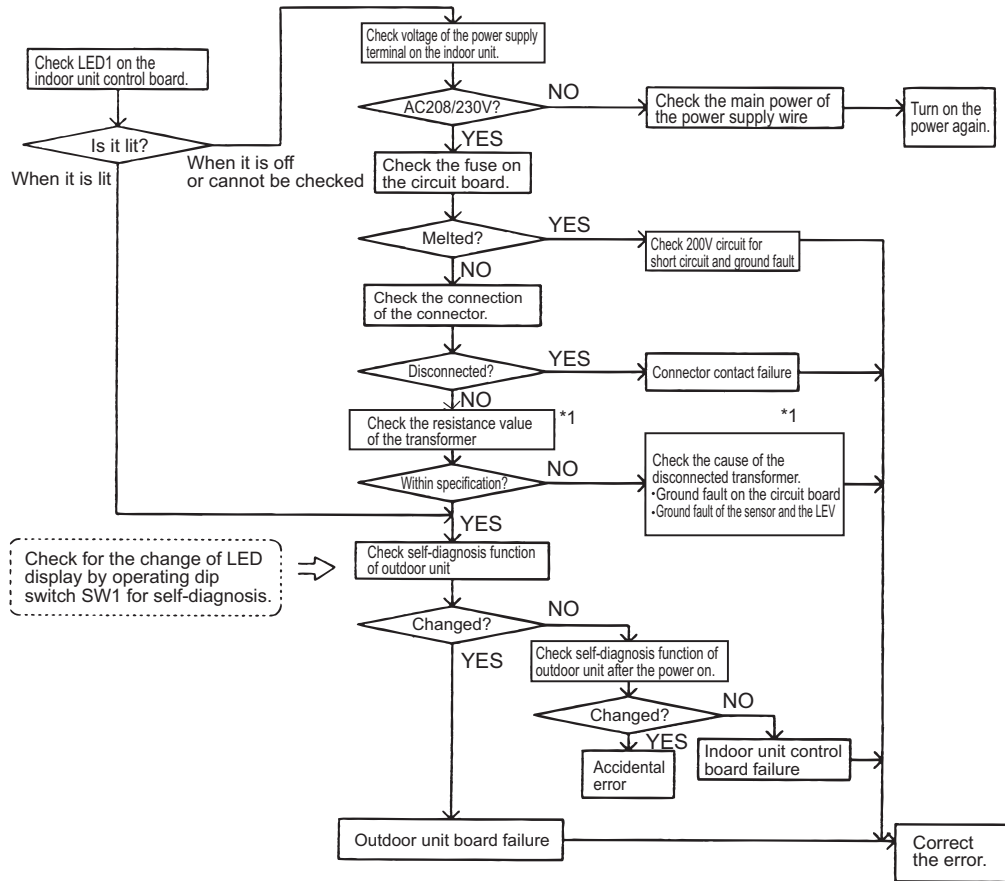 Check LED1 on the
indoor unit control board.
Is it lit?
When it is lit
When it is off
or cannot be checked
Check voltage of the power supply
terminal on the indoor unit.
AC208/230V?
NO
Check the main power of
the power supply wire
Turn on the
power again.
YES
Check the fuse on
the circuit board.
Melted?
YES
Check 200V circuit for
short circuit and ground fault
NO
Check the connection
of the connector.
Disconnected?
YES
Connector contact failure
NO
Check the resistance value
of the transformer
*1
Within specification?
NO
*1
Check the cause of the
disconnected transformer.
•Ground fault on the circuit board
•Ground fault of the sensor and the LEV
YES
Check for the change of LED
display by operating dip
switch SW1 for self-diagnosis.
Check self-diagnosis function
of outdoor unit
Changed?
NO
YES
Check self-diagnosis function of
outdoor unit after the power on.
Changed?
NO
YES
Accidental
error
Indoor unit control
board failure
Outdoor unit board failure
Correct
the error.